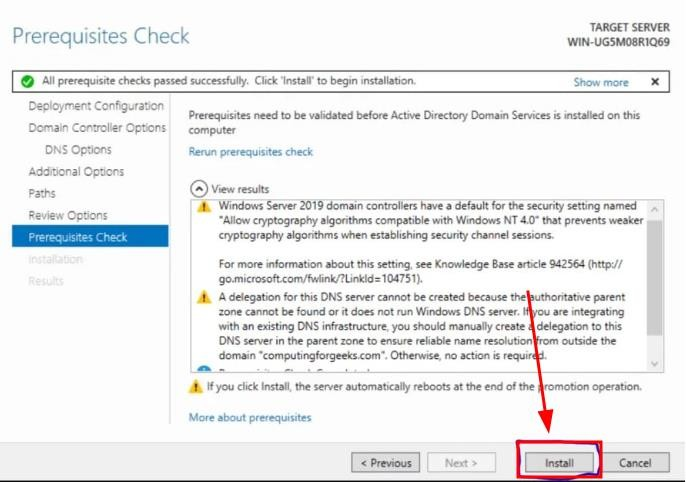 Prerequisites Check
TARGET SERVER
WIN-UG5M08R1Q69
All prerequisite checks passed successfully.  Click 'Install' to begin installation.
Show more
X
Deployment Configuration
Domain Controller Options
DNS Options
Additional Options
Paths
Review Options
Prerequisites Check
Installation
Results
Prerequisites need to be validated before Active Directory Domain Services is installed on this
computer
Rerun prerequisites check
View results
Windows Server 2019 domain controllers have a default for the security setting named
"Allow cryptography algorithms compatible with Windows NT 4.0" that prevents weaker
cryptography algorithms when establishing security channel sessions.
For more information about this setting, see Knowledge Base article 942564 (http://
go.microsoft.com/fwlink/?LinkId=104751).
A delegation for this DNS server cannot be created because the authoritative parent
zone cannot be found or it does not run Windows DNS server. If you are integrating
with an existing DNS infrastructure, you should manually create a delegation to this
DNS server in the parent zone to ensure reliable name resolution from outside the
domain "computingforgeeks.com". Otherwise, no action is required.
If you click Install, the server automatically reboots at the end of the promotion operation.
More about prerequisites
< Previous
Next >
Install
Cancel